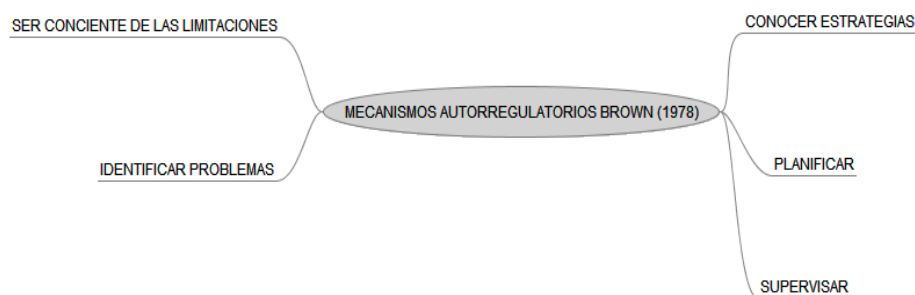 SER CONCIENTE DE LAS LIMITACIONES
CONOCER ESTRATEGIAS
MECANISMOS AUTORREGULATORIOS BROWN (1978)
IDENTIFICAR PROBLEMAS
PLANIFICAR
SUPERVISAR